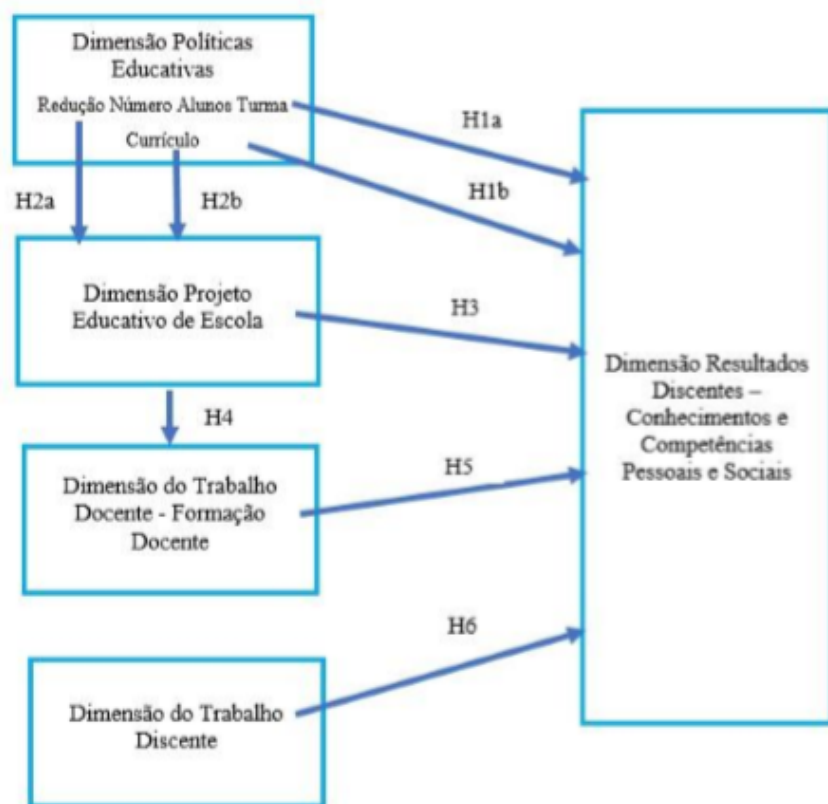 Dimensão Políticas
Educativas
Redução Número Alunos Turma
Currículo
H1a
H1b
H2a
H2b
Dimensão Projeto
Educativo de Escola
H3
H4
Dimensão do Trabalho
Docente - Formação
Docente
H5
Dimensão do Trabalho
Discente
H6
Dimensão Resultados
Discentes –
Conhecimentos e
Competências
Pessoais e Sociais